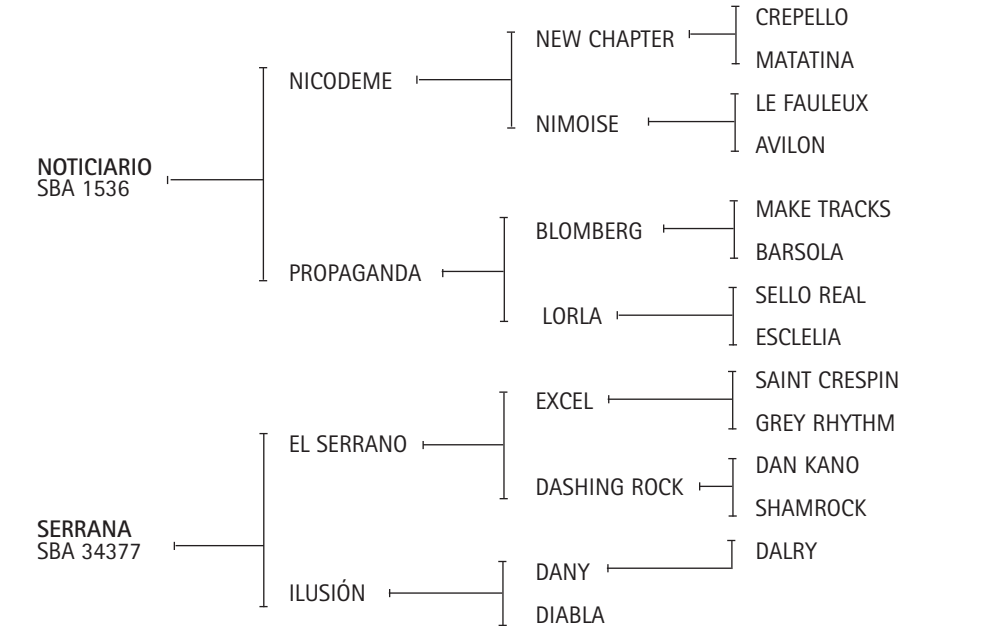 CREPELLO
NEW CHAPTER
MATATINA
NICODEME
LE FAULEUX
NIMOISE
AVILON
NOTICIARIO
SBA 1536
MAKE TRACKS
BLOMBERG
BARSOLA
PROPAGANDA
SELLO REAL
LORLA
ESCLELIA
SAINT CRESPIN
EXCEL
GREY RHYTHM
EL SERRANO
DAN KANO
DASHING ROCK
SHAMROCK
SERRANA
SBA 34377
DALRY
DANY
ILUSIÓN
DIABLA